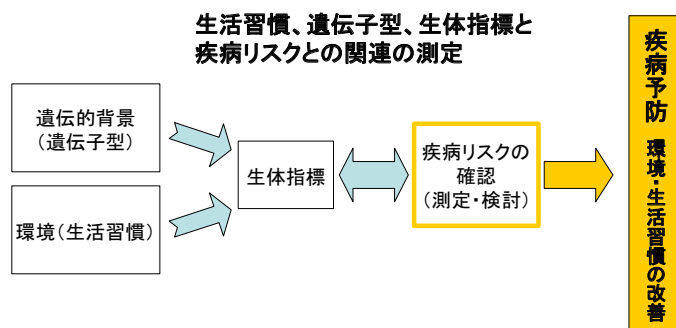 生活習慣、遺伝子型、生体指標と
疾病リスクとの関連の測定
遺伝的背景
（遺伝子型）
環境（生活習慣）
生体指標
疾病リスクの
確認
（測定・検討）
疾病予防 環境・生活習慣の改善